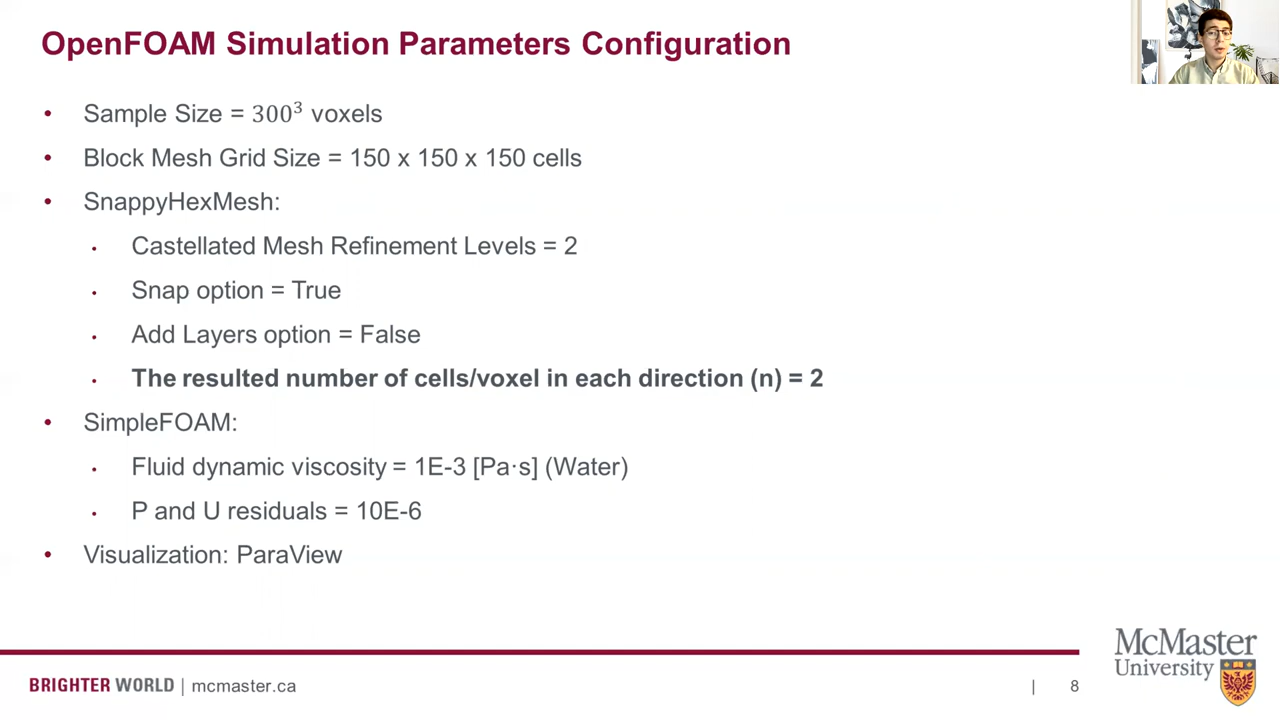 OpenFOAM Simulation Parameters Configuration
• Sample Size = 300³ voxels
• Block Mesh Grid Size = 150 x 150 x 150 cells
• SnappyHexMesh:
• Castellated Mesh Refinement Levels = 2
• Snap option = True
• Add Layers option = False
• The resulted number of cells/voxel in each direction (n) = 2
• SimpleFOAM:
• Fluid dynamic viscosity = 1E-3 [Pa·s] (Water)
• P and U residuals = 10E-6
• Visualization: ParaView
BRIGHTER WORLD | mcmaster.ca
| 8
McMaster
University